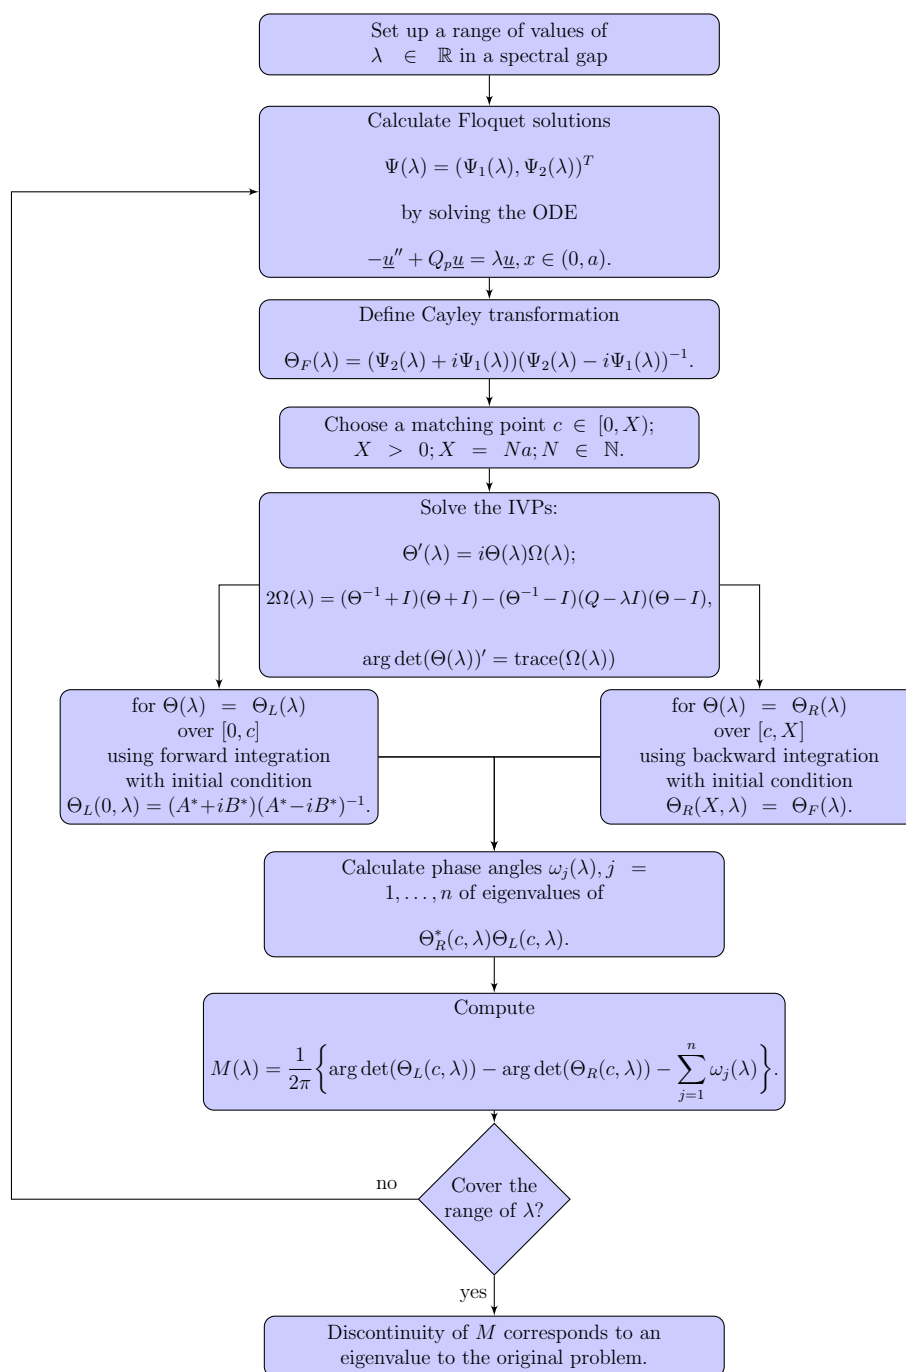 Set up a range of values of
λ ∈ ℝ in a spectral gap
Calculate Floquet solutions
Ψ(λ) = (Ψ₁(λ), Ψ₂(λ))ᵀ
by solving the ODE
−u̲″ + Qₚu̲ = λu̲, x ∈ (0, a).
Define Cayley transformation
Θ_F(λ) = (Ψ₂(λ) + iΨ₁(λ))(Ψ₂(λ) − iΨ₁(λ))⁻¹.
Choose a matching point c ∈ [0, X);
X > 0; X = Na; N ∈ ℕ.
Solve the IVPs:
Θ′(λ) = iΘ(λ)Ω(λ);
2Ω(λ) = (Θ⁻¹ + I)(Θ + I) − (Θ⁻¹ − I)(Q − λI)(Θ − I),
arg det(Θ(λ))′ = trace(Ω(λ))
for Θ(λ) = Θ_L(λ)
over [0, c]
using forward integration
with initial condition
Θ_L(0, λ) = (A* + iB*)(A* − iB*)⁻¹.
for Θ(λ) = Θ_R(λ)
over [c, X]
using backward integration
with initial condition
Θ_R(X, λ) = Θ_F(λ).
Calculate phase angles ω_j(λ), j =
1, . . . , n of eigenvalues of
Θ*_R(c, λ)Θ_L(c, λ).
Compute
M(λ) = 1/2π { arg det(Θ_L(c, λ)) − arg det(Θ_R(c, λ)) − ∑_{j=1}^{n} ω_j(λ) }.
no
Cover the
range of λ?
yes
Discontinuity of M corresponds to an
eigenvalue to the original problem.